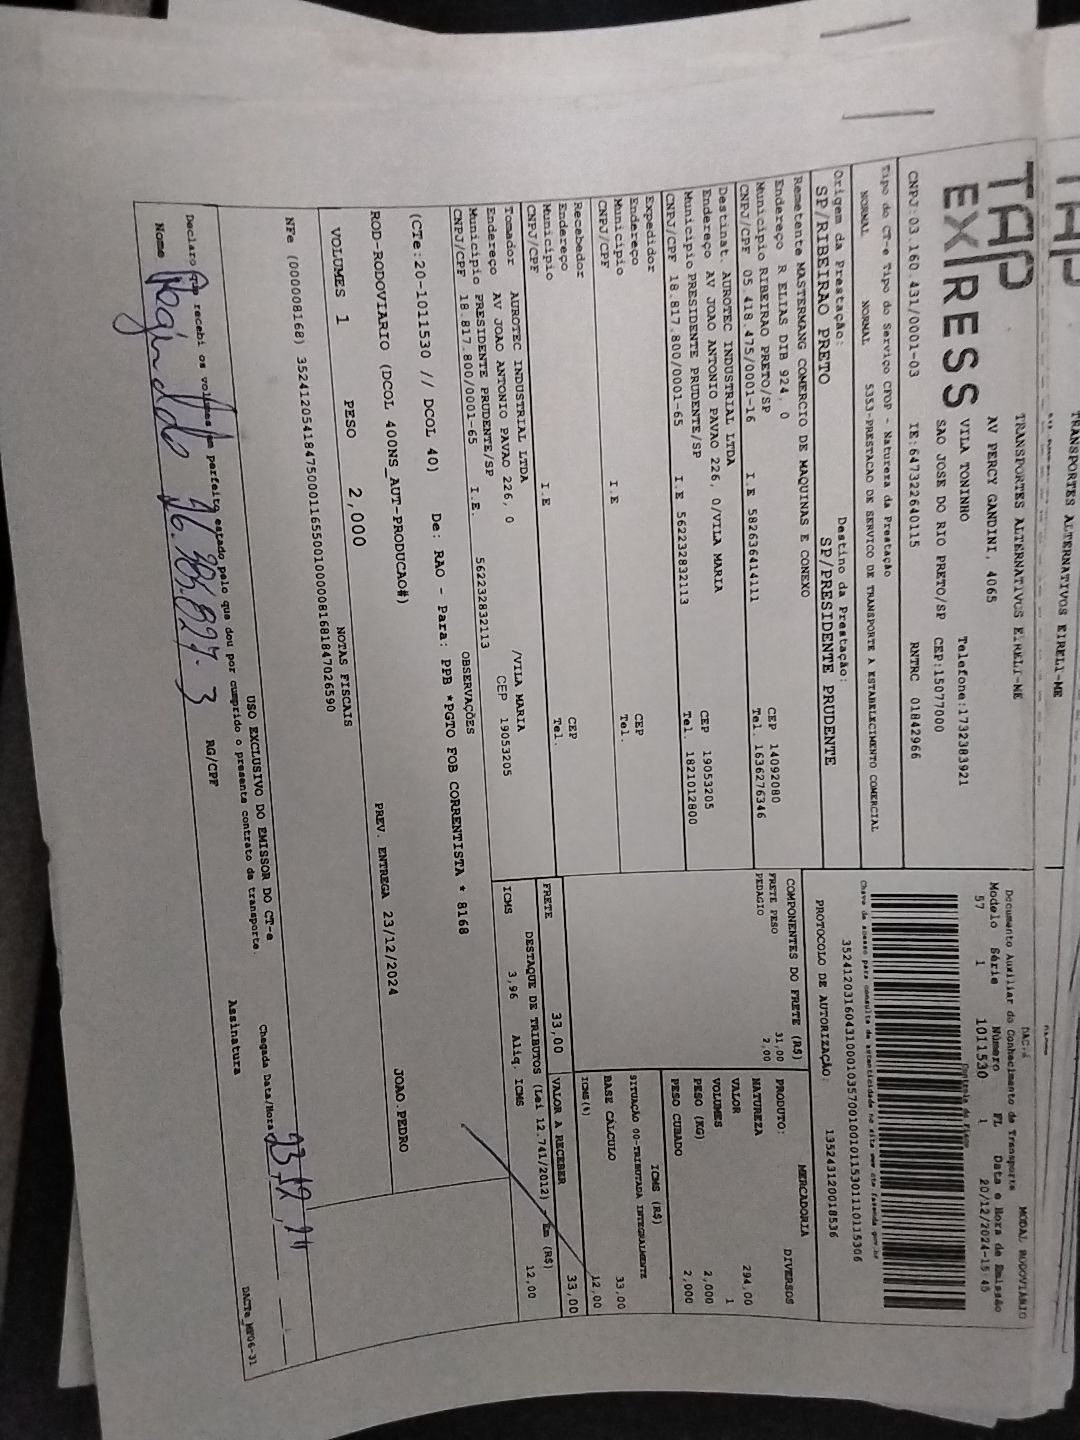 TRANSPORTES ALTERNATIVOS EIRELI-ME
TAP
EXPRESS
TRANSPORTES ALTERNATIVOS EIRELI-ME
AV PERCY GANDINI, 4065
VILA TONINHO Telefone:1732383921
SAO JOSE DO RIO PRETO/SP CEP:15077000
CNPJ:03.160.431/0001-03 IE:647322640115 RNTRC 01842966
DACTE MODAL RODOVIÁRIO
Documento Auxiliar do Conhecimento de Transporte
Modelo Série Número FL Data e Hora de Emissão
57 1 1011530 1 20/12/2024-15:45
Controle do Fisco
Chave de acesso para consulta de autenticidade no site www.cte.fazenda.gov.br
PROTOCOLO DE AUTORIZAÇÃO: 135243120018536
Tipo do CT-e Tipo do Serviço CFOP - Natureza da Prestação
NORMAL NORMAL 5353-PRESTACAO DE SERVICO DE TRANSPORTE A ESTABELECIMENTO COMERCIAL
Origem da Prestação: Destino da Prestação:
SP/RIBEIRAO PRETO SP/PRESIDENTE PRUDENTE
Remetente MASTERMANG COMERCIO DE MAQUINAS E CONEXO
Endereço R ELIAS DIB 924, 0 CEP 14092080
Município RIBEIRAO PRETO/SP Tel. 1636276346
CNPJ/CPF 05.418.475/0001-16 I.E 582636414111
Destinat. AUROTEC INDUSTRIAL LTDA
Endereço AV JOAO ANTONIO PAVAO 226, 0/VILA MARIA CEP 19053205
Município PRESIDENTE PRUDENTE/SP Tel. 1821012800
CNPJ/CPF 18.817.800/0001-65 I.E 562232832113
Expedidor
Endereço CEP
Município Tel.
CNPJ/CPF I.E
Recebedor
Endereço CEP
Município Tel.
CNPJ/CPF I.E
Tomador AUROTEC INDUSTRIAL LTDA
Endereço AV JOAO ANTONIO PAVAO 226, 0 /VILA MARIA
Município PRESIDENTE PRUDENTE/SP CEP 19053205
CNPJ/CPF 18.817.800/0001-65 I.E. 562232832113
COMPONENTES DO FRETE (R$)
FRETE PESO 31,00
PEDAGIO 2,00
PRODUTO: MERCADORIA
NATUREZA DIVERSOS
VALOR 294,00
VOLUMES 1
PESO (KG) 2,000
PESO CUBADO 2,000
ICMS (R$)
SITUAÇÃO 00-TRIBUTADA INTEGRALMENTE
BASE CÁLCULO 33,00
ICMS(%) 12,00
FRETE 33,00 VALOR A RECEBER 33,00
DESTAQUE DE TRIBUTOS (Lei 12.741/2012) - Em (R$)
ICMS 3,96 Aliq. ICMS 12,00
OBSERVAÇÕES
(CTe:20-1011530 // DCOL 40) De: RAO - Para: PPB *PGTO FOB CORRENTISTA * 8168
ROD-RODOVIARIO (DCOL 400NS_AUT-PRODUCAO#) PREV. ENTREGA 23/12/2024 JOAO.PEDRO
VOLUMES 1 PESO 2,000
NOTAS FISCAIS
NFe (000008168)
USO EXCLUSIVO DO EMISSOR DO CT-e
Declaro que recebi os volumes em perfeito estado pelo que dou por cumprido o presente contrato de transporte. Chegada Data/Hora 23,12
Nome RG/CPF Assinatura
DACTe_MF06-31